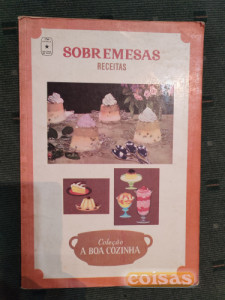 SOBREMESAS
RECEITAS
Coleção
A BOA COZINHA
coisas